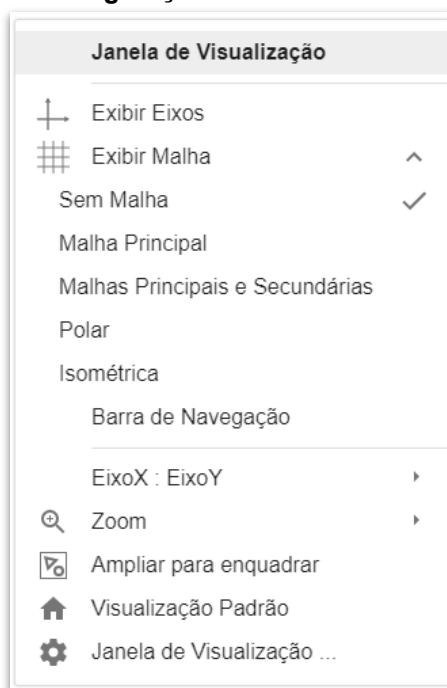 Janela de Visualização
Exibir Eixos
Exibir Malha
Sem Malha
Malha Principal
Malhas Principais e Secundárias
Polar
Isométrica
Barra de Navegação
EixoX : EixoY
Zoom
Ampliar para enquadrar
Visualização Padrão
Janela de Visualização ...